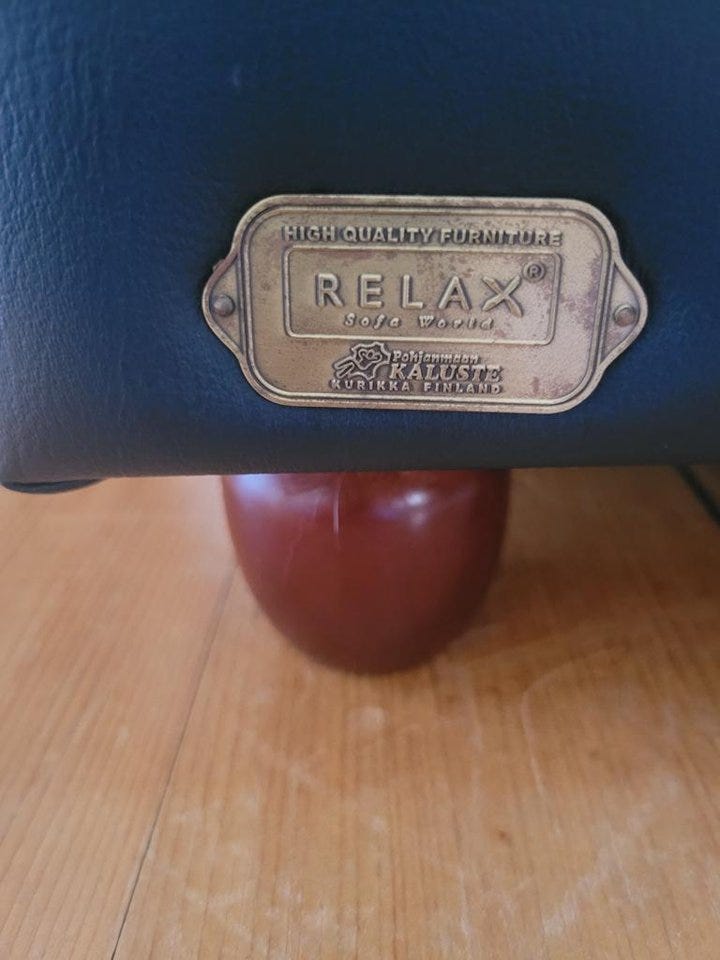 HIGH QUALITY FURNITURE
RELAX®
Sofa World
Pohjanmaan
KALUSTE
KURIKKA FINLAND